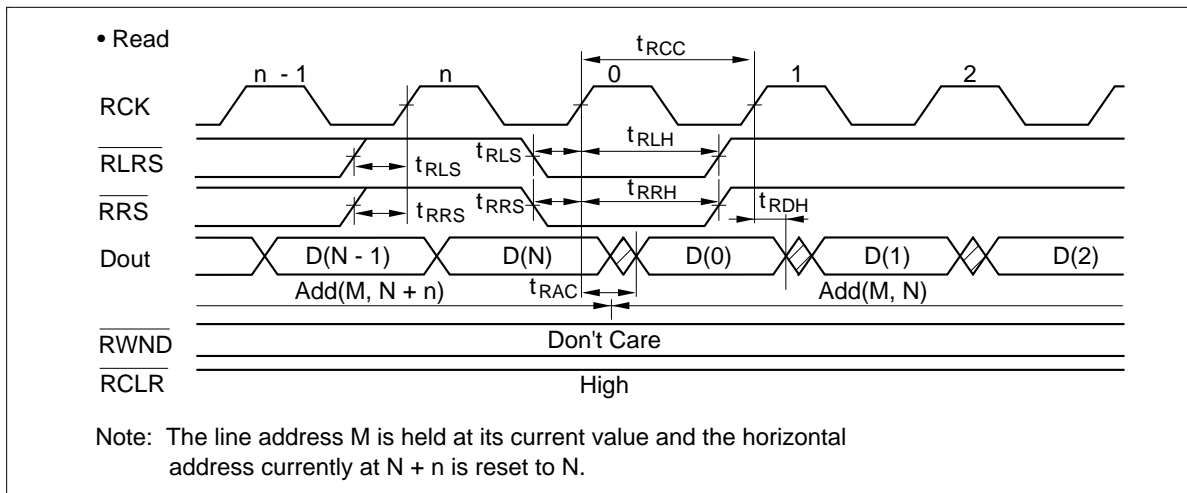 • Read
tRCC
n - 1 n 0 1 2
RCK
RLRS tRLS tRLS tRLH
RRS tRRS tRRS tRRH tRDH
Dout D(N - 1) D(N) D(0) D(1) D(2)
Add(M, N + n) tRAC Add(M, N)
RWND Don't Care
RCLR High
Note: The line address M is held at its current value and the horizontal
address currently at N + n is reset to N.